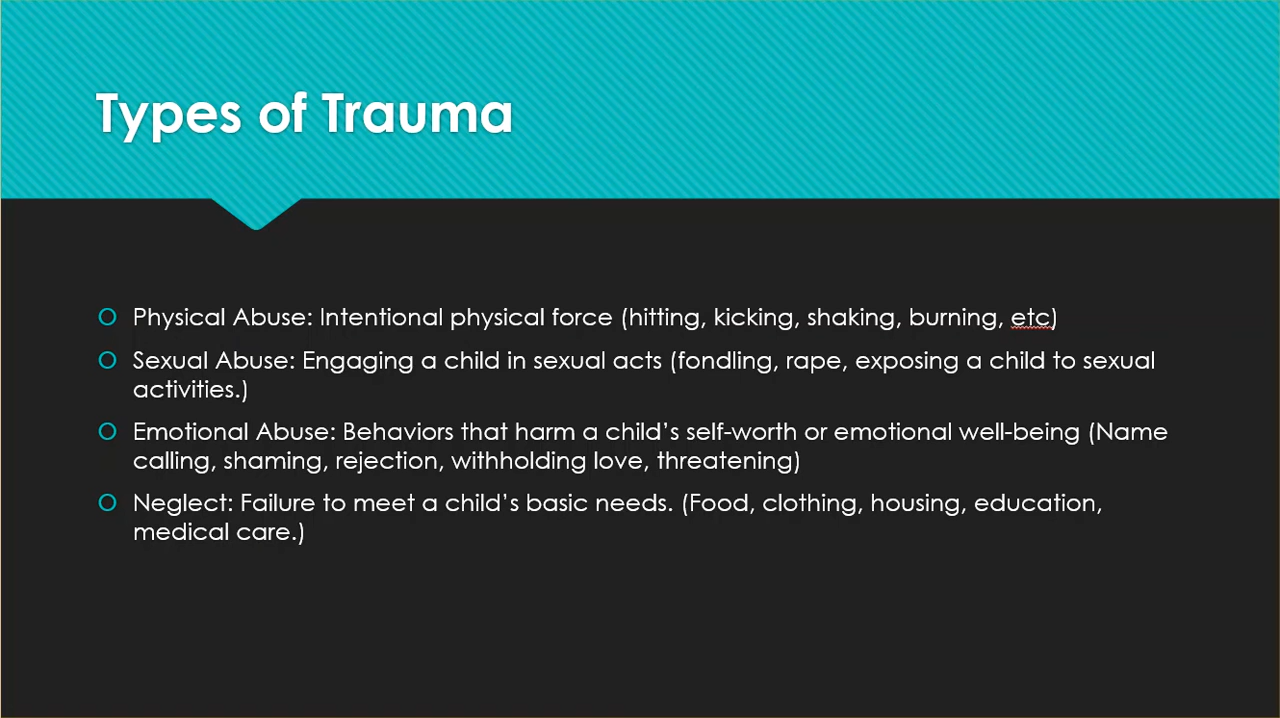 Types of Trauma
Physical Abuse: Intentional physical force (hitting, kicking, shaking, burning, etc)
Sexual Abuse: Engaging a child in sexual acts (fondling, rape, exposing a child to sexual
activities.)
Emotional Abuse: Behaviors that harm a child’s self-worth or emotional well-being (Name
calling, shaming, rejection, withholding love, threatening)
Neglect: Failure to meet a child’s basic needs. (Food, clothing, housing, education,
medical care.)